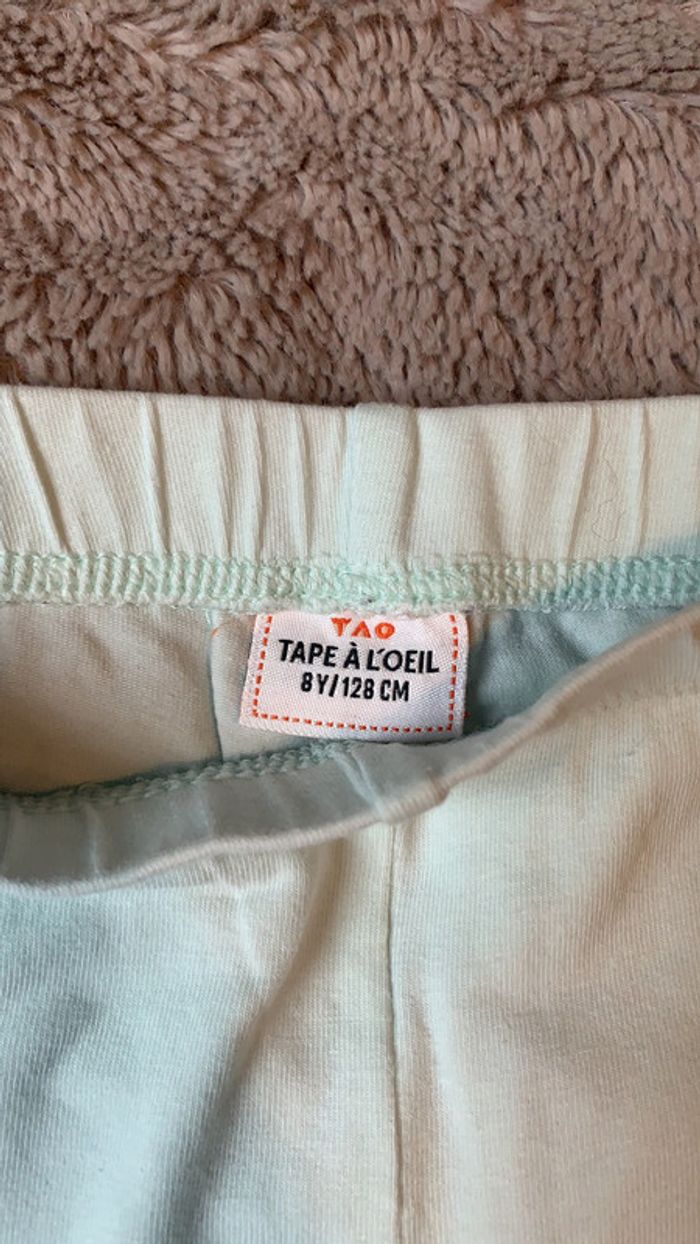 TAO
TAPE À L'OEIL
8Y/128 CM